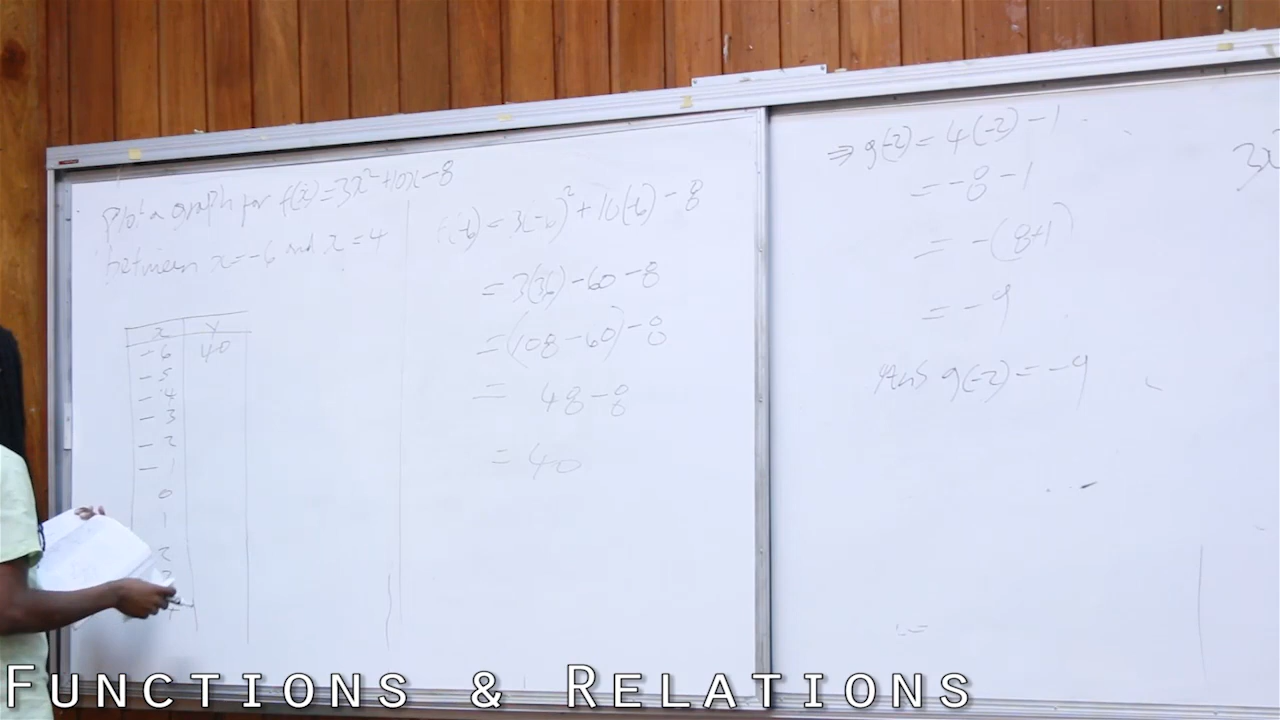 Plot a graph for f(x) = 3x² + 10x - 8
between x = -6 and x = 4
x y
-6 40
-5
-4
-3
-2
-1
0
1
2
f(-6) = 3(-6)² + 10(-6) - 8
= 3(36) - 60 - 8
= (108 - 60) - 8
= 48 - 8
= 40
⇒ g(-2) = 4(-2) - 1
= -8 - 1
= -(8+1)
= -9
Ans g(-2) = -9
3x
FUNCTIONS & RELATIONS